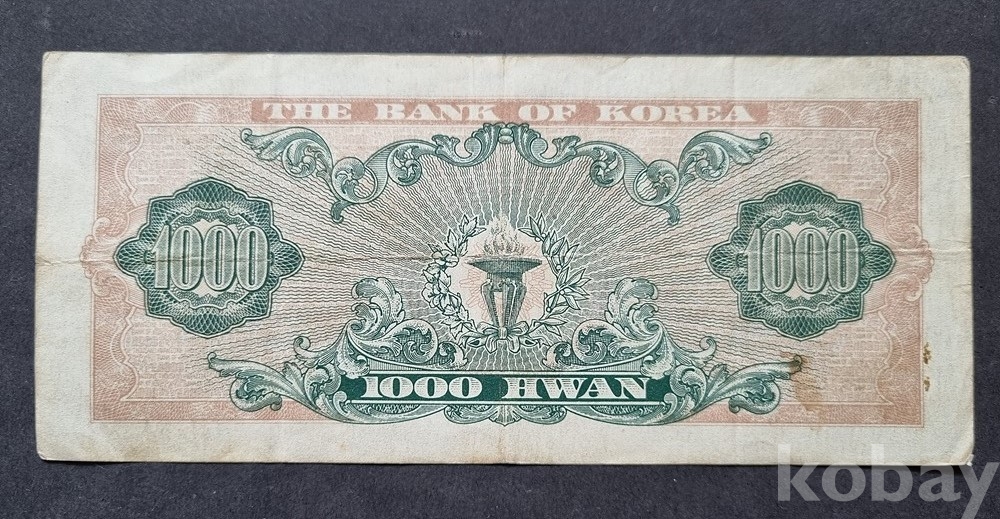 THE BANK OF KOREA
1000
1000
1000 HWAN
kobay